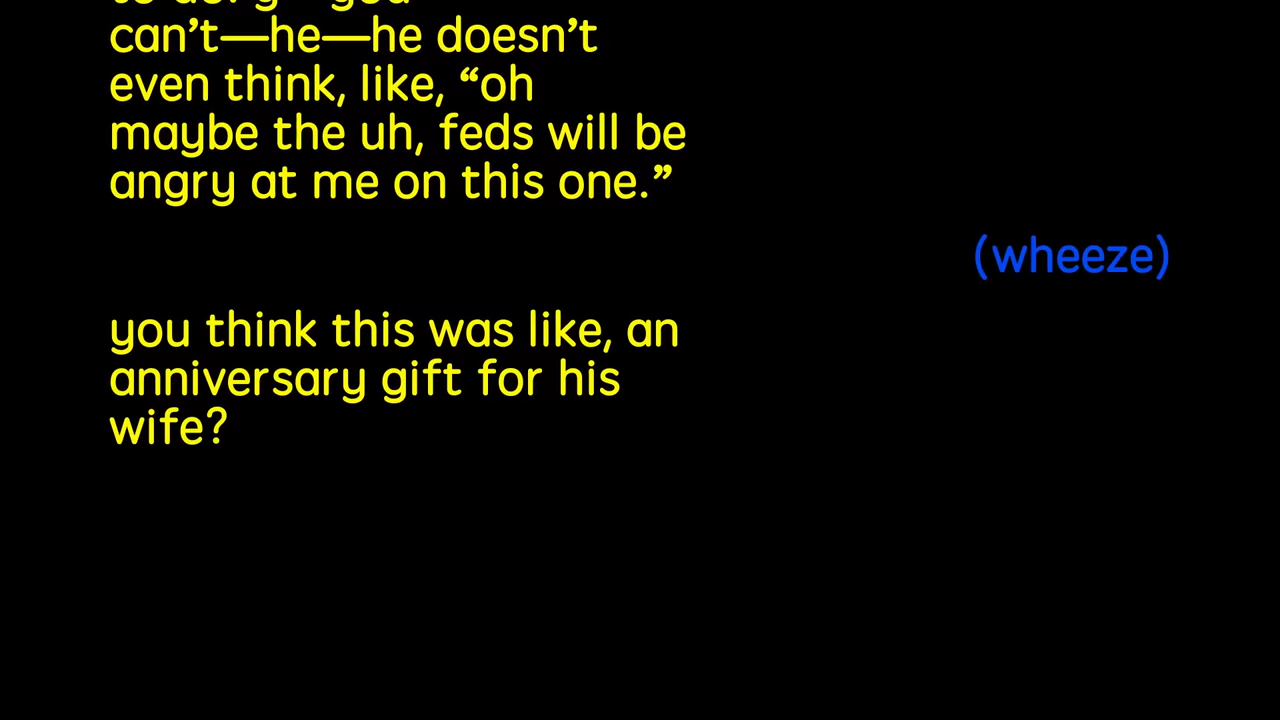 can’t—he—he doesn’t
even think, like, “oh
maybe the uh, feds will be
angry at me on this one.”
(wheeze)
you think this was like, an
anniversary gift for his
wife?